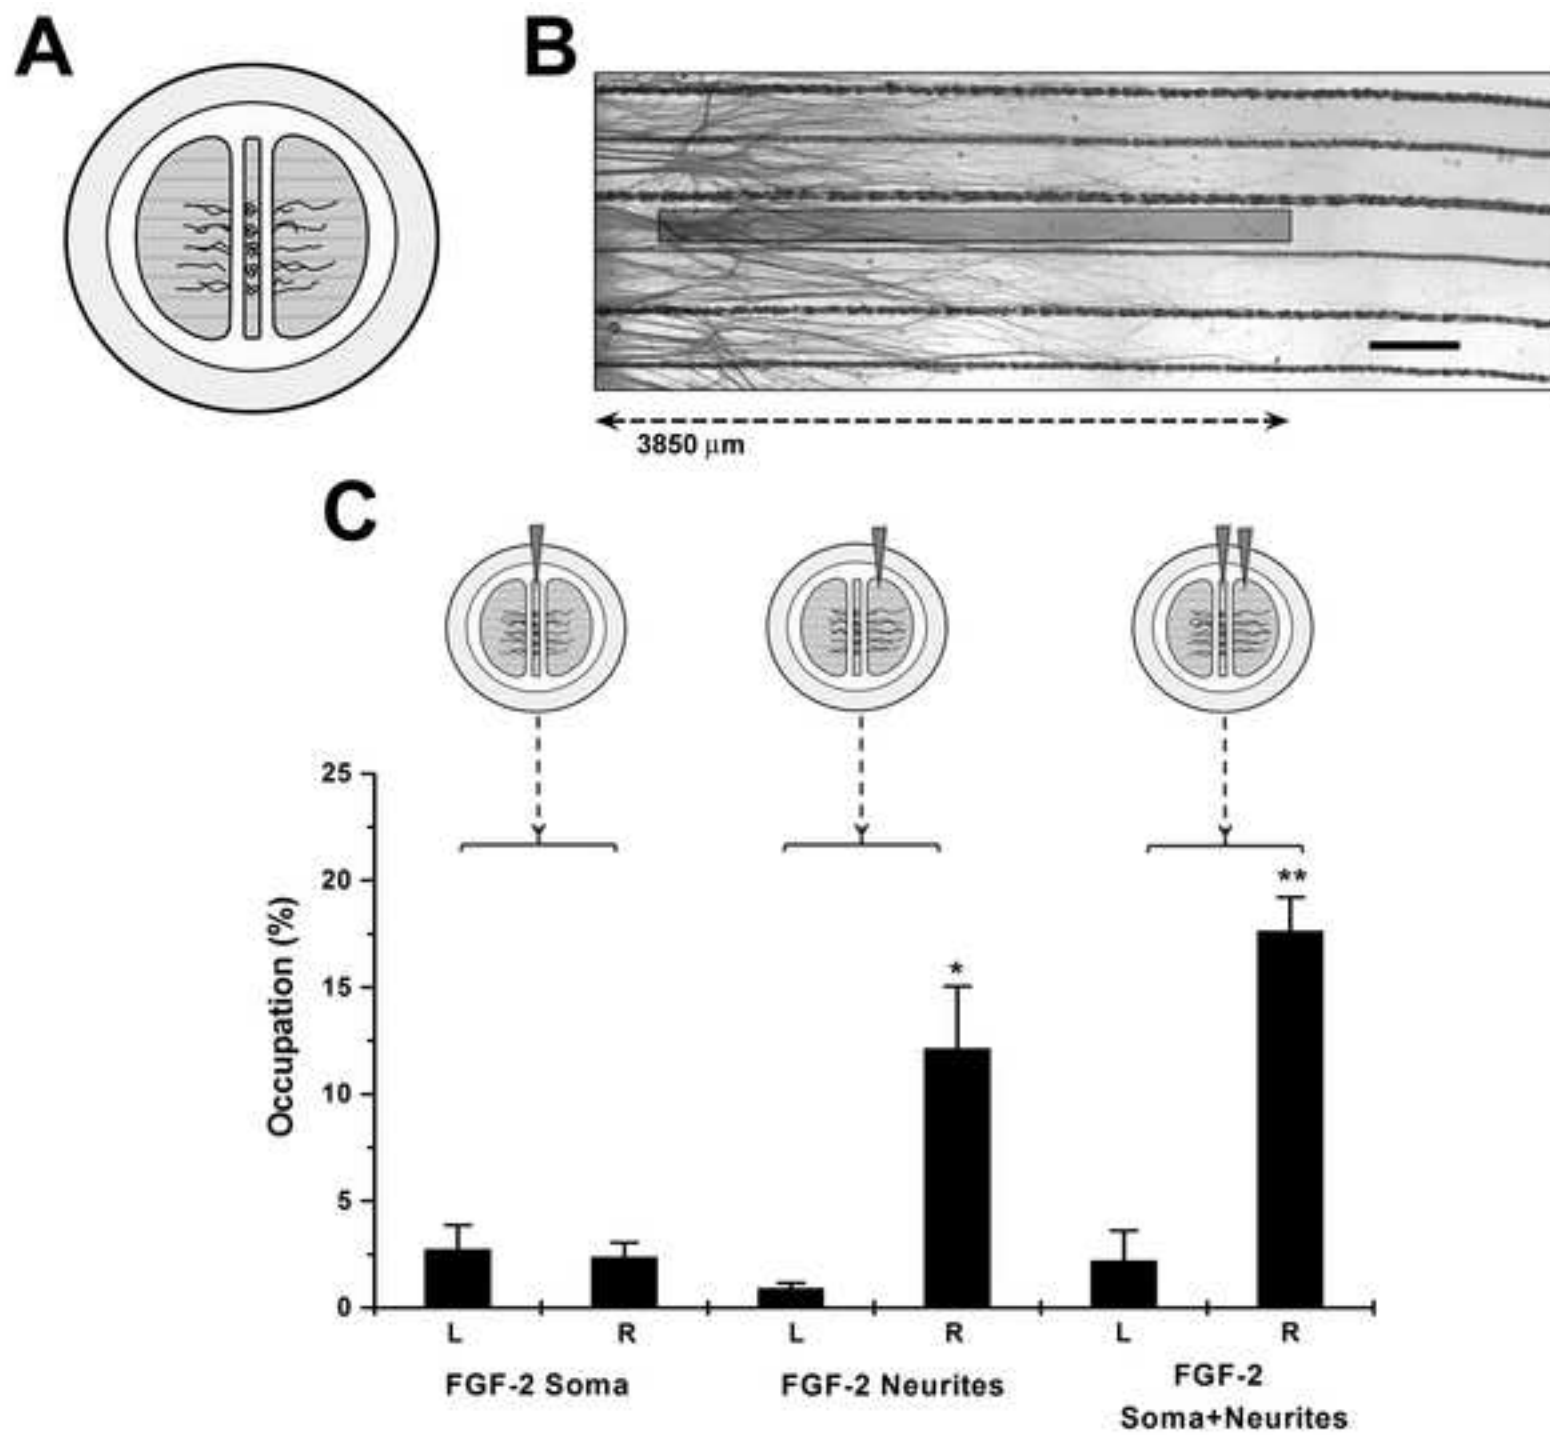 A
B
3850 μm
C
25
20
15
10
5
0
Occupation (%)
*
**
L
R
L
R
L
R
FGF-2 Soma
FGF-2 Neurites
FGF-2
Soma+Neurites